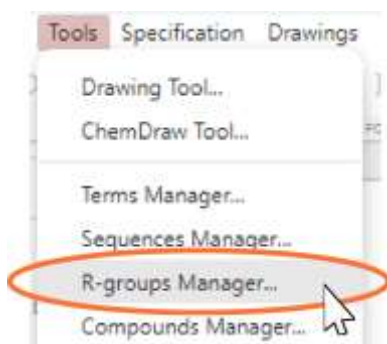 Tools Specification Drawings
Drawing Tool...
ChemDraw Tool...
Terms Manager...
Sequences Manager...
R-groups Manager...
Compounds Manager...